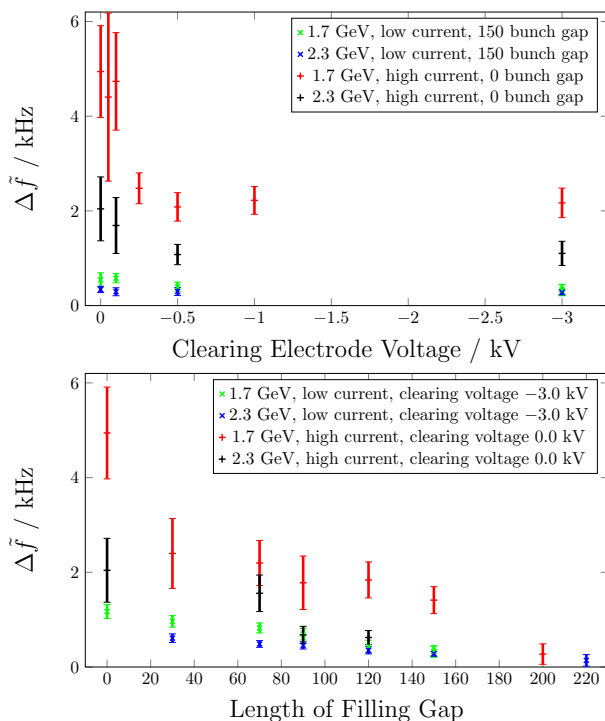 6
4
2
0
Δf̃ / kHz
1.7 GeV, low current, 150 bunch gap
2.3 GeV, low current, 150 bunch gap
1.7 GeV, high current, 0 bunch gap
2.3 GeV, high current, 0 bunch gap
0 −0.5 −1 −1.5 −2 −2.5 −3
Clearing Electrode Voltage / kV
6
4
2
0
Δf̃ / kHz
1.7 GeV, low current, clearing voltage −3.0 kV
2.3 GeV, low current, clearing voltage −3.0 kV
1.7 GeV, high current, clearing voltage 0.0 kV
2.3 GeV, high current, clearing voltage 0.0 kV
0 20 40 60 80 100 120 140 160 180 200 220
Length of Filling Gap